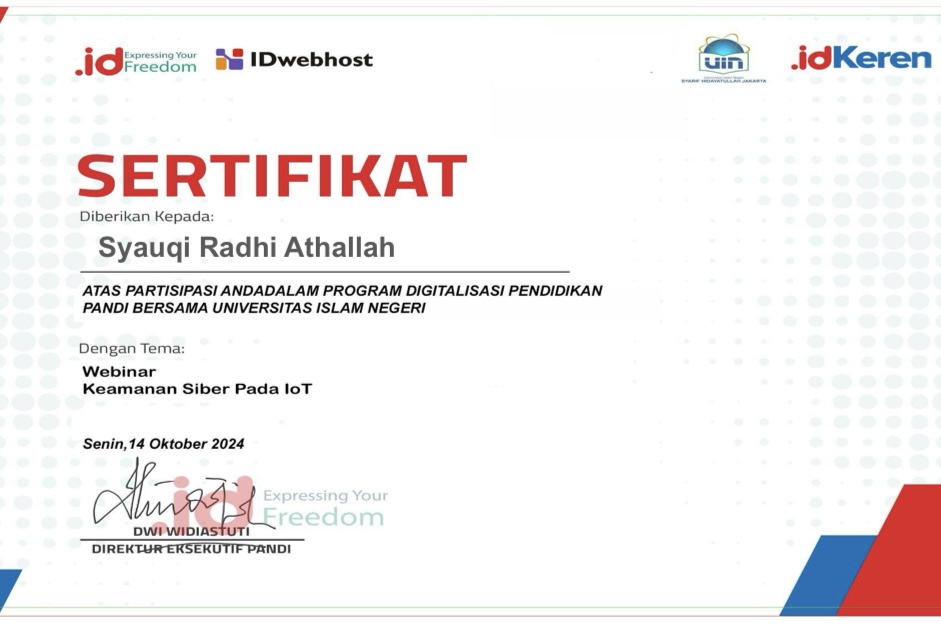 .id Expressing Your Freedom
IDwebhost
uin
SYARIF HIDAYATULLAH JAKARTA
.idKeren
SERTIFIKAT
Diberikan Kepada:
Syauqi Radhi Athallah
ATAS PARTISIPASI ANDADALAM PROGRAM DIGITALISASI PENDIDIKAN
PANDI BERSAMA UNIVERSITAS ISLAM NEGERI
Dengan Tema:
Webinar
Keamanan Siber Pada IoT
Senin,14 Oktober 2024
.id Expressing Your
Freedom
DWI WIDIASTUTI
DIREKTUR EKSEKUTIF PANDI